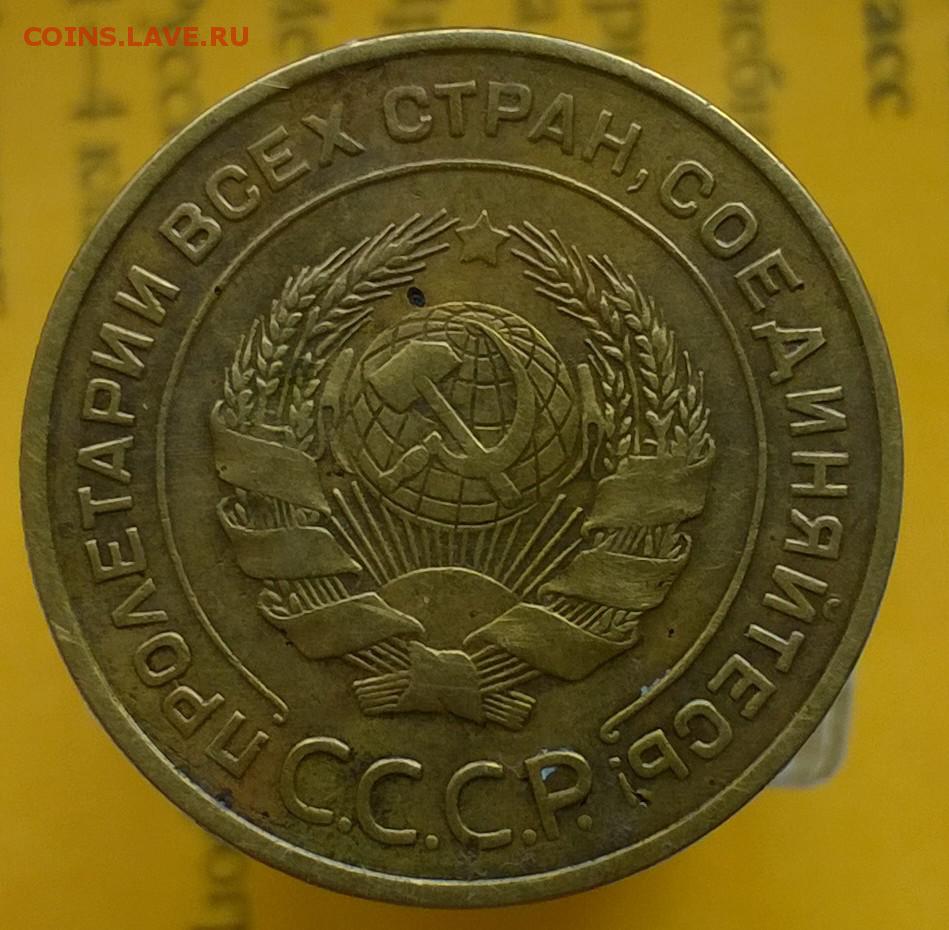 COINS.LAVE.RU
ПРОЛЕТАРИИ ВСЕХ СТРАН, СОЕДИНЯЙТЕСЬ!
С.С.С.Р.